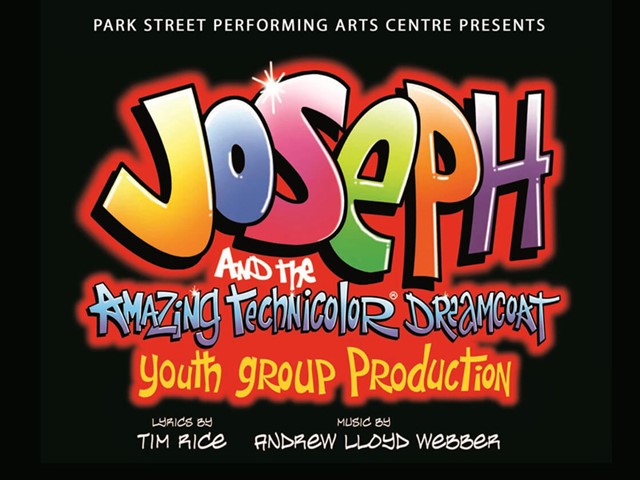 PARK STREET PERFORMING ARTS CENTRE PRESENTS
JOSEPH
AND the
AMAZING TECHNICOLOR® DREAMCOAT
youth group Production
LYRICS BY MUSIC BY
TIM RICE ANDREW LLOYD WEBBER